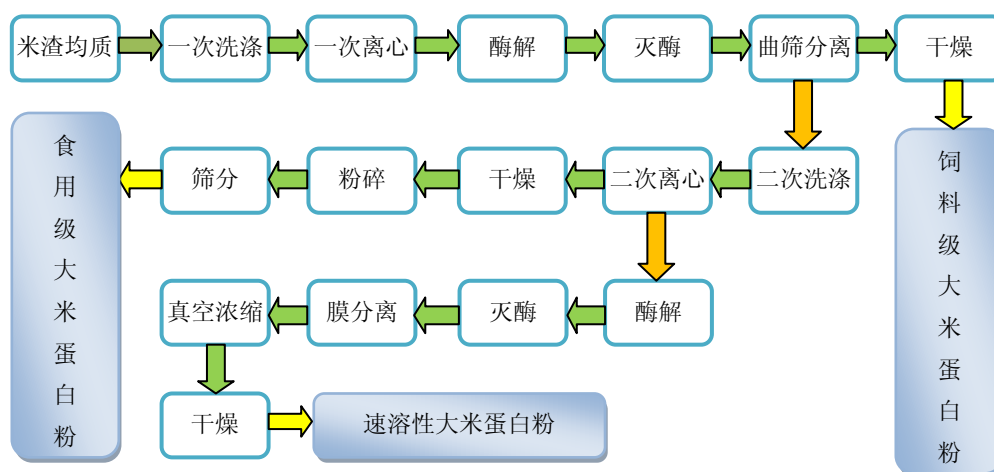 米渣均质
一次洗涤
一次离心
酶解
灭酶
曲筛分离
干燥
食用级大米蛋白粉
筛分
粉碎
干燥
二次离心
二次洗涤
饲料级大米蛋白粉
真空浓缩
膜分离
灭酶
酶解
干燥
速溶性大米蛋白粉